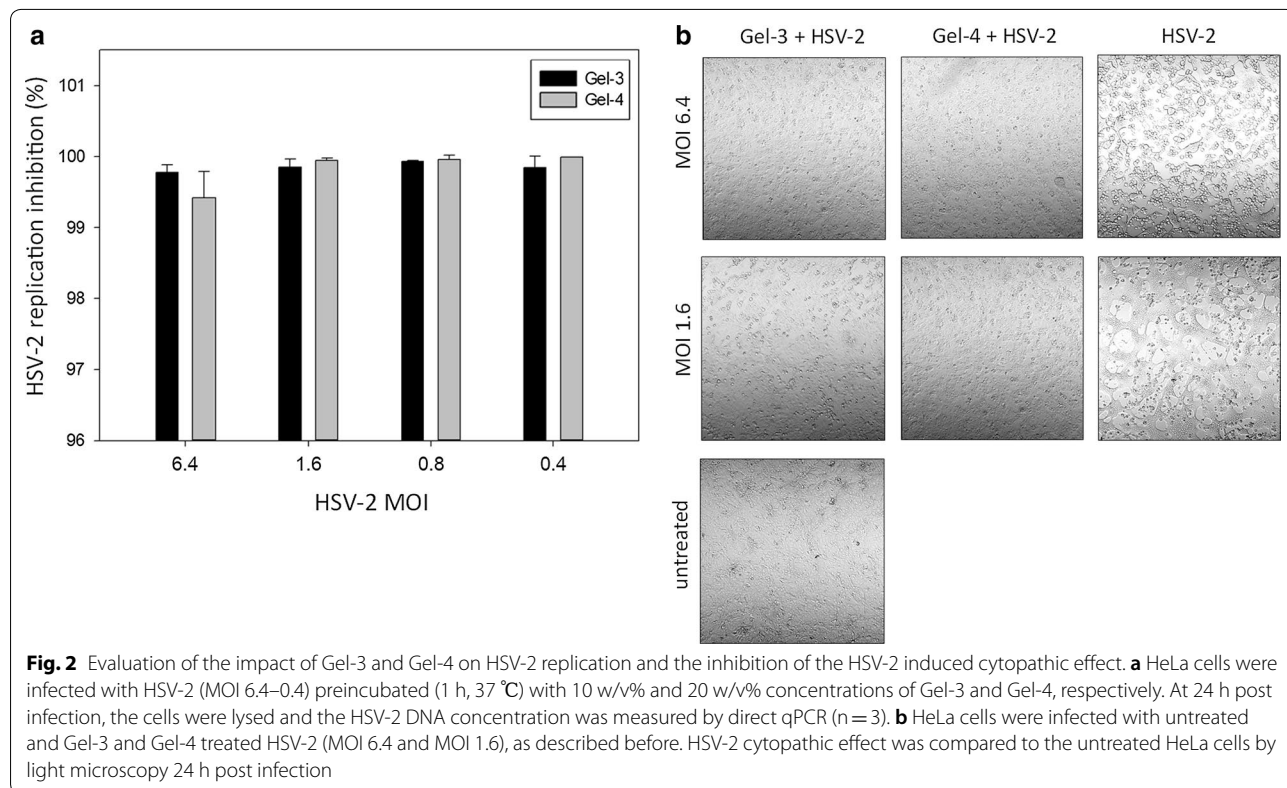 a
HSV-2 replication inhibition (%)
101
100
99
98
97
96
Gel-3
Gel-4
6.4
1.6
0.8
0.4
HSV-2 MOI
b
Gel-3 + HSV-2
Gel-4 + HSV-2
HSV-2
MOI 6.4
MOI 1.6
untreated
Fig. 2 Evaluation of the impact of Gel-3 and Gel-4 on HSV-2 replication and the inhibition of the HSV-2 induced cytopathic effect. a HeLa cells were
infected with HSV-2 (MOI 6.4–0.4) preincubated (1 h, 37 ℃) with 10 w/v% and 20 w/v% concentrations of Gel-3 and Gel-4, respectively. At 24 h post
infection, the cells were lysed and the HSV-2 DNA concentration was measured by direct qPCR (n = 3). b HeLa cells were infected with untreated
and Gel-3 and Gel-4 treated HSV-2 (MOI 6.4 and MOI 1.6), as described before. HSV-2 cytopathic effect was compared to the untreated HeLa cells by
light microscopy 24 h post infection